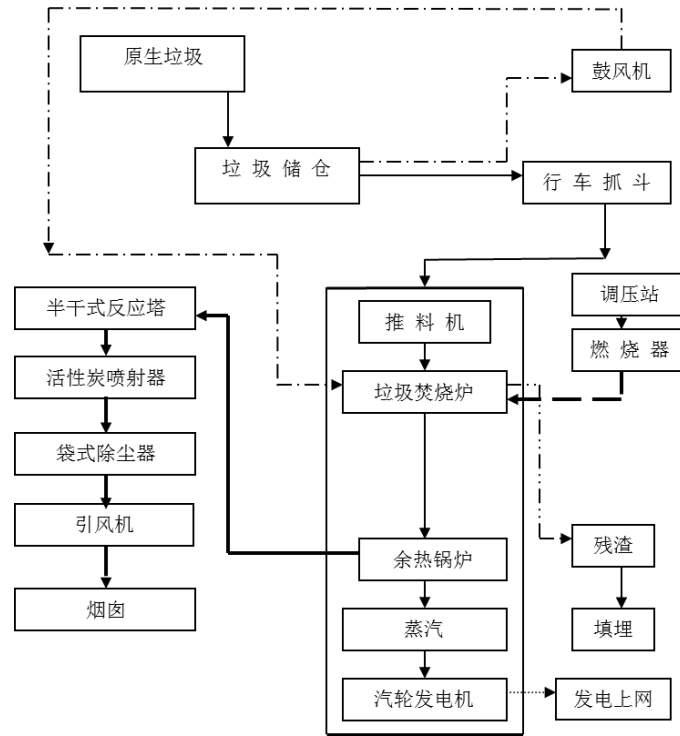 原生垃圾
鼓风机
垃 圾 储 仓
行 车 抓 斗
半干式反应塔
推 料 机
调压站
燃 烧 器
活性炭喷射器
垃圾焚烧炉
袋式除尘器
引风机
余热锅炉
残渣
烟囱
蒸汽
填埋
汽轮发电机
发电上网